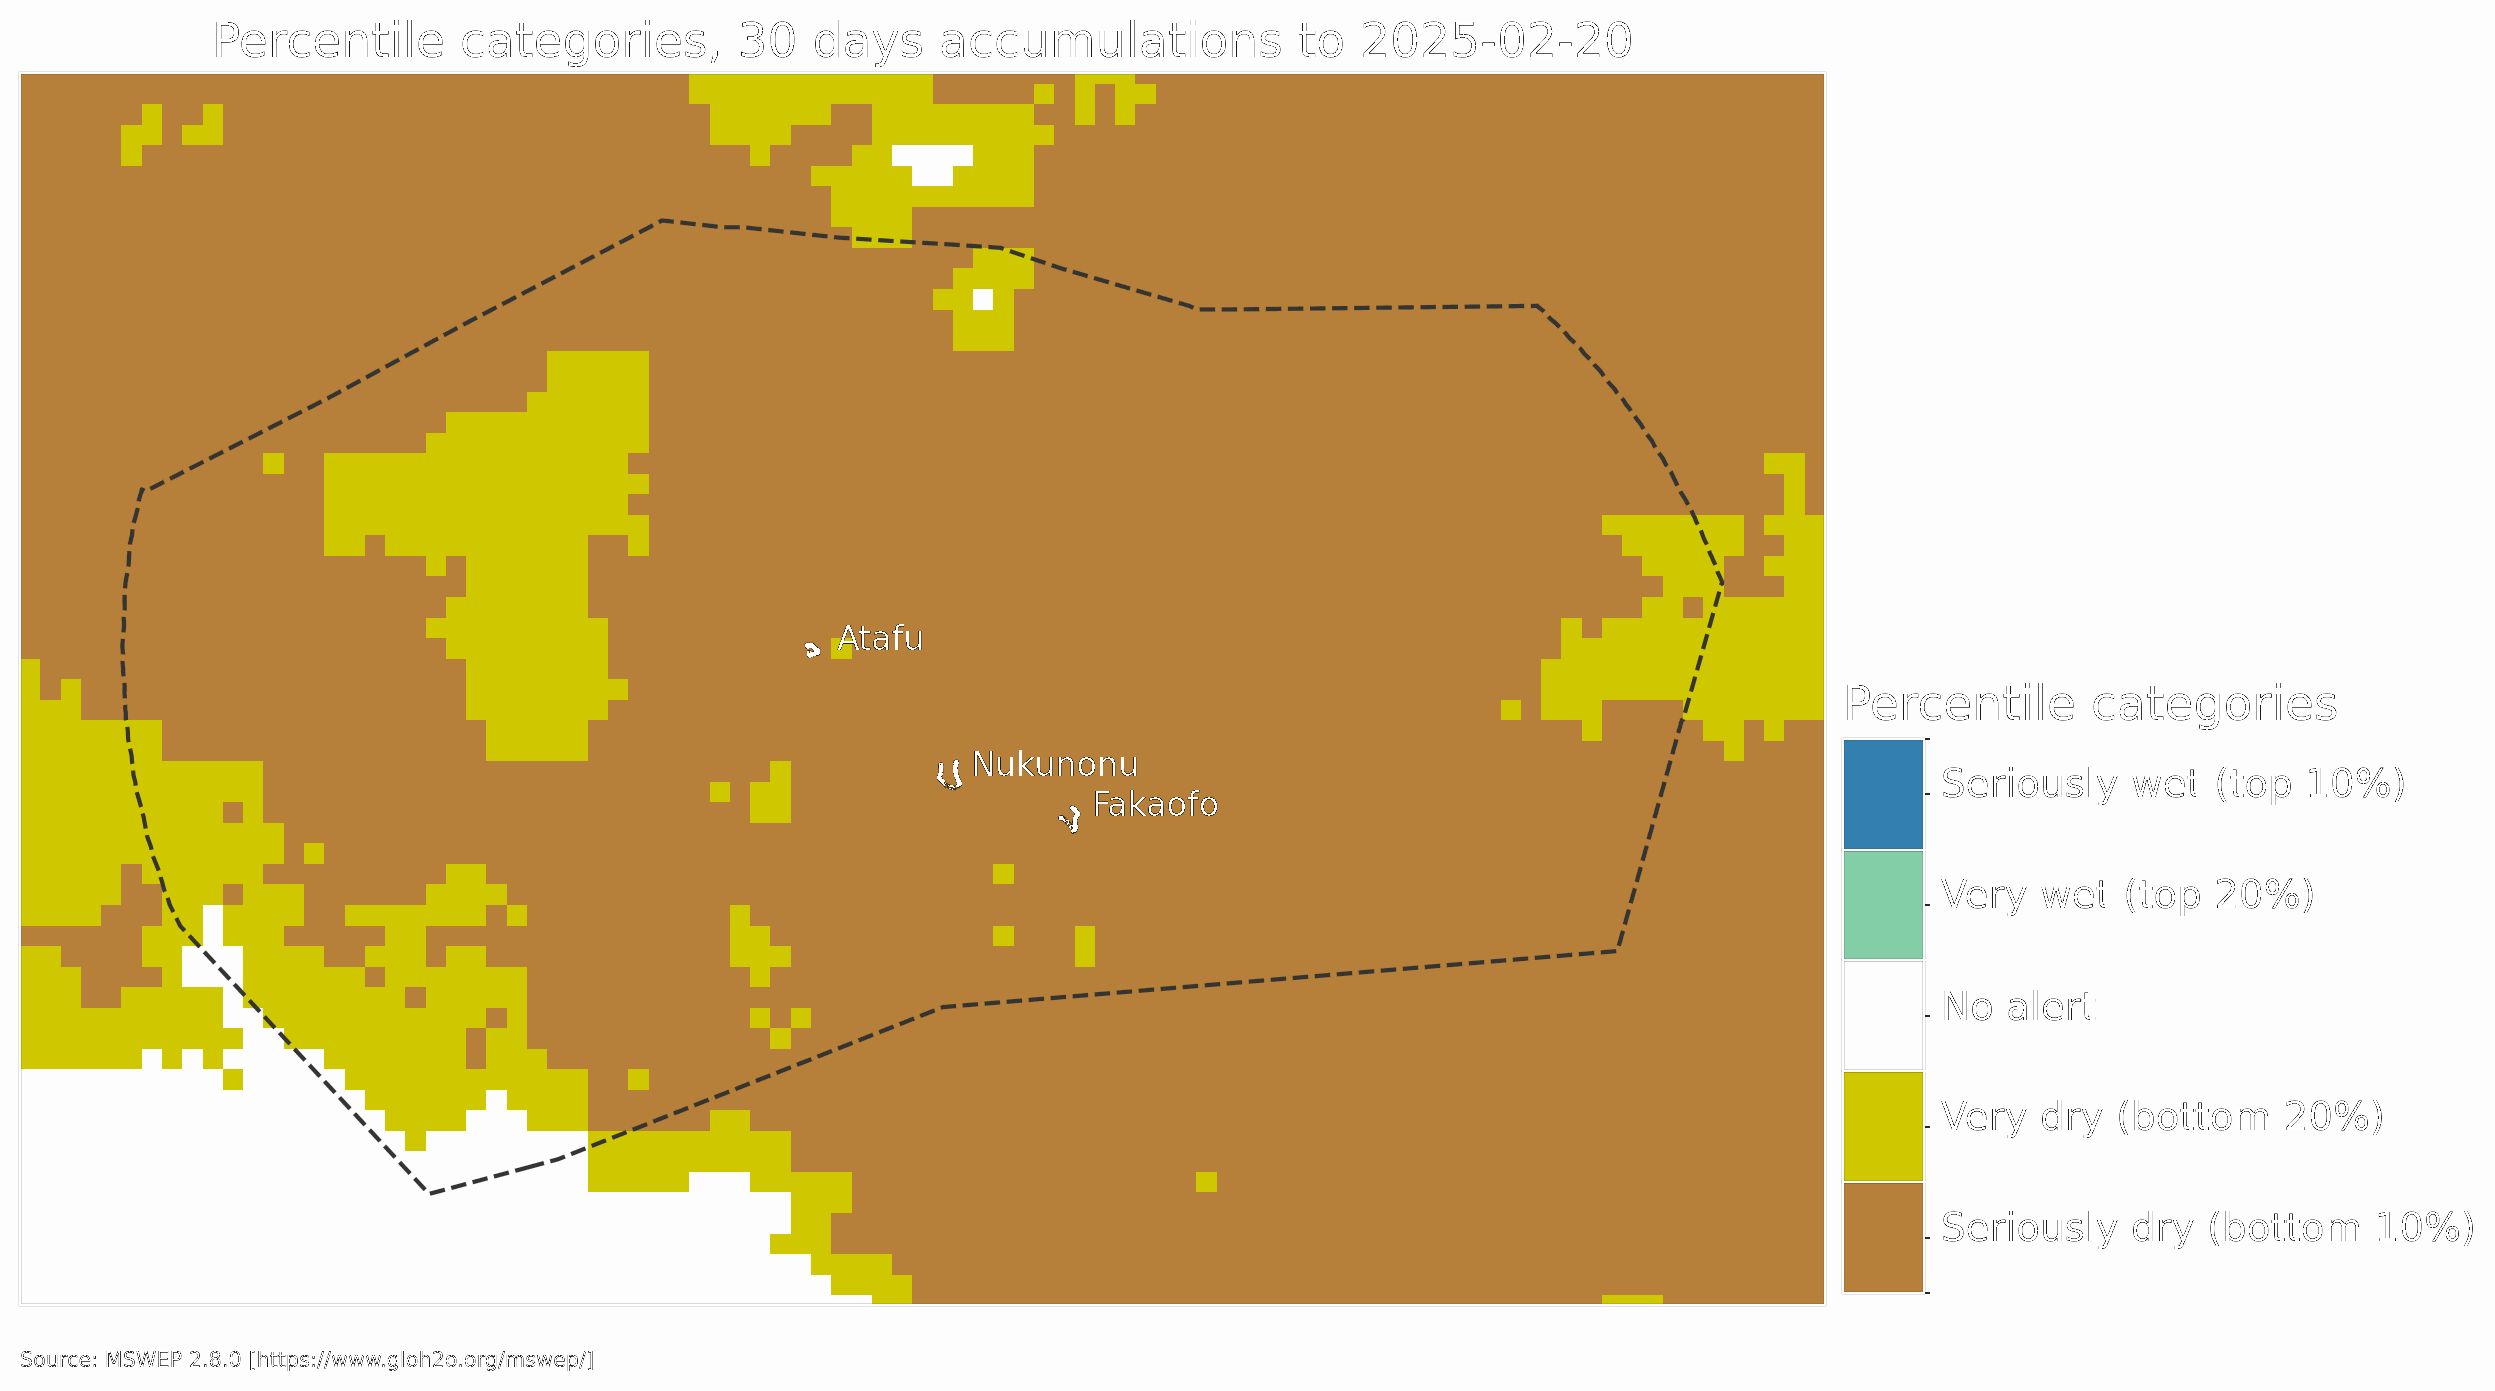 Percentile categories, 30 days accumulations to 2025-02-20
Atafu
Nukunonu
Fakaofo
Percentile categories
Seriously wet (top 10%)
Very wet (top 20%)
No alert
Very dry (bottom 20%)
Seriously dry (bottom 10%)
Source: MSWEP 2.8.0 [https://www.gloh2o.org/mswep/]